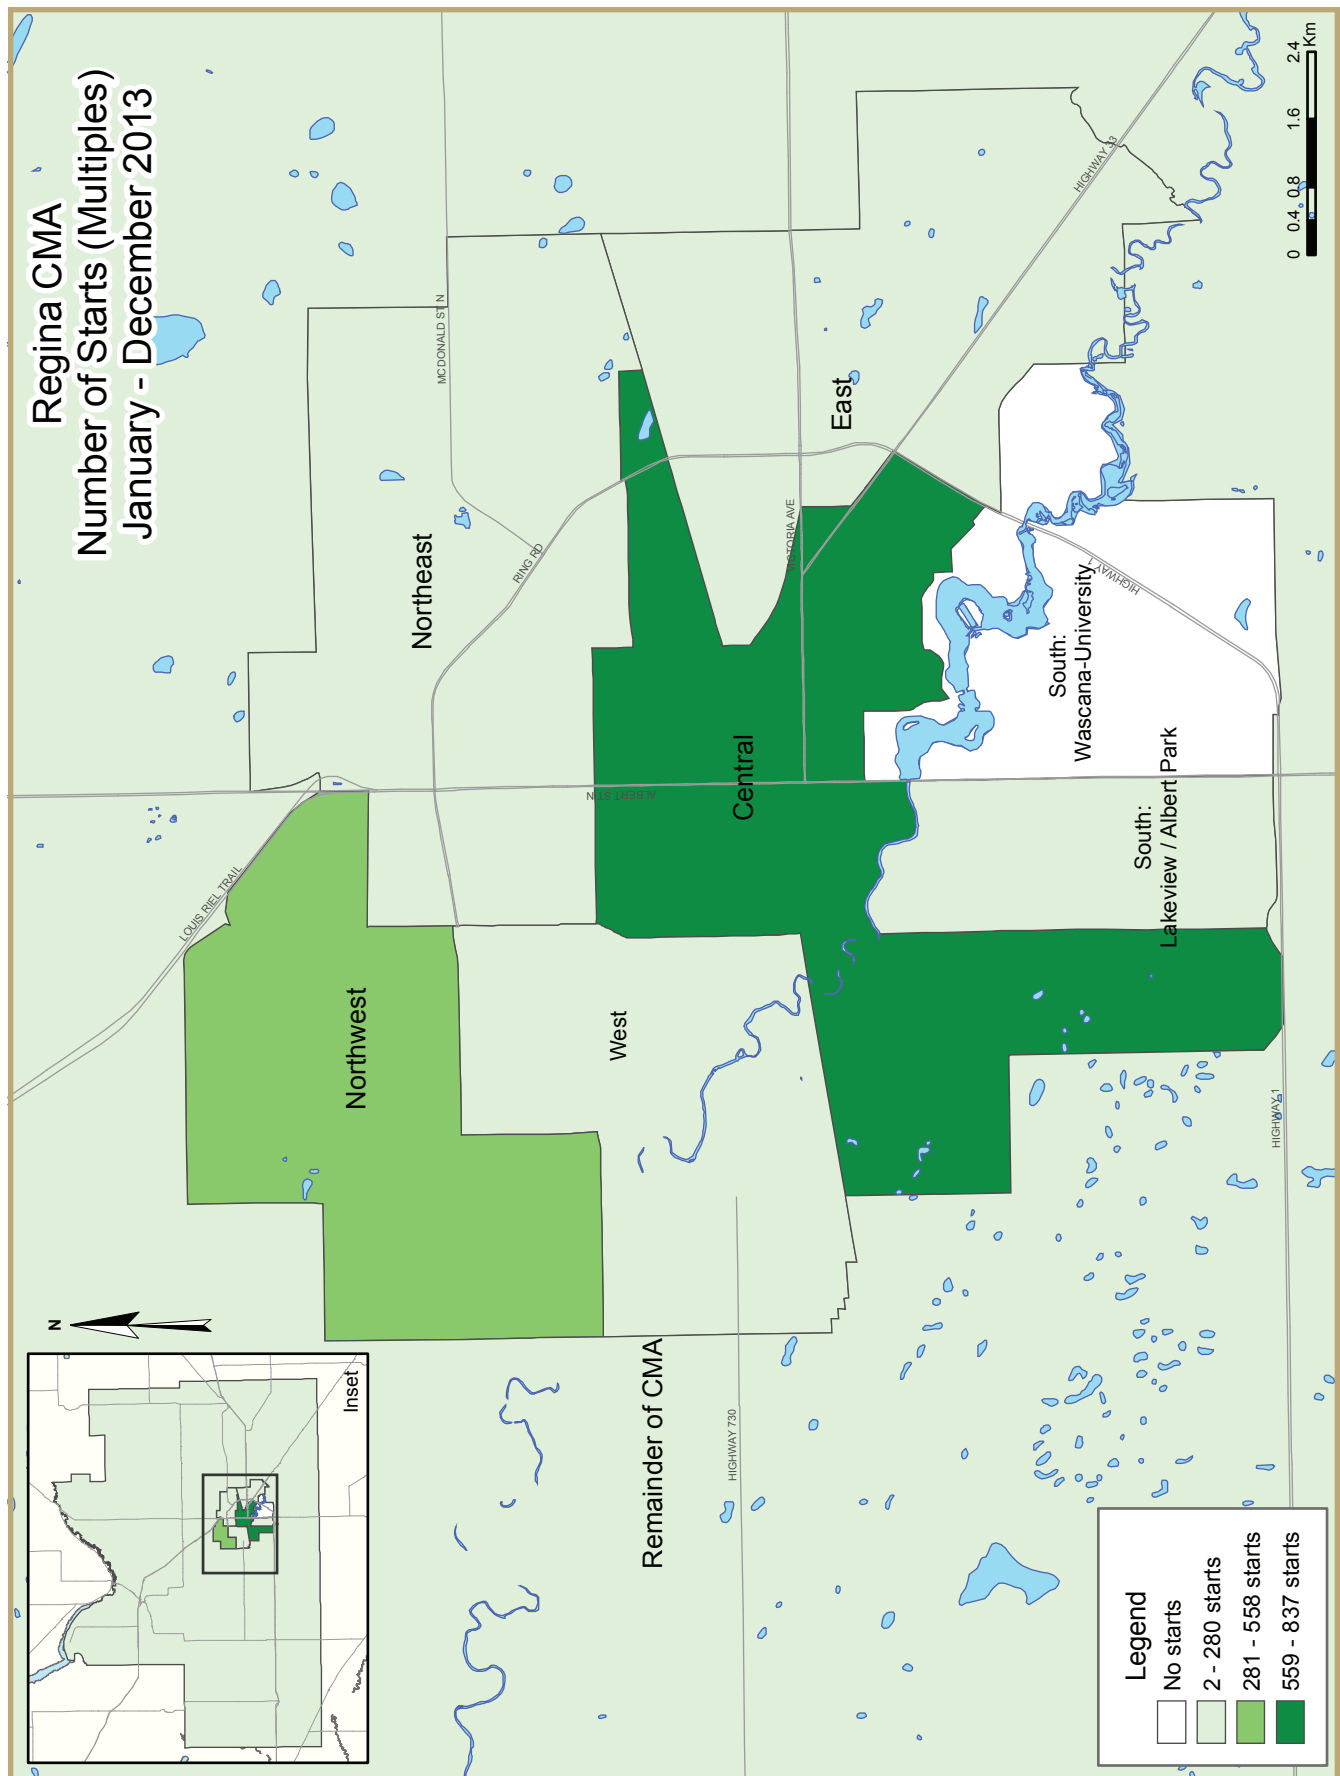 Regina CMA
Number of Starts (Multiples)
January - December 2013
Inset
N
LOUIS RIEL TRAIL
MCDONALD ST N
Northwest
Northeast
RING RD
West
ALBERT ST N
Central
VICTORIA AVE
East
Remainder of CMA
HIGHWAY 730
HIGHWAY 33
South:
Wascana-University
HIGHWAY 1
South:
Lakeview / Albert Park
HIGHWAY 1
Legend
No starts
2 - 280 starts
281 - 558 starts
559 - 837 starts
0 0.4 0.8 1.6 2.4
Km